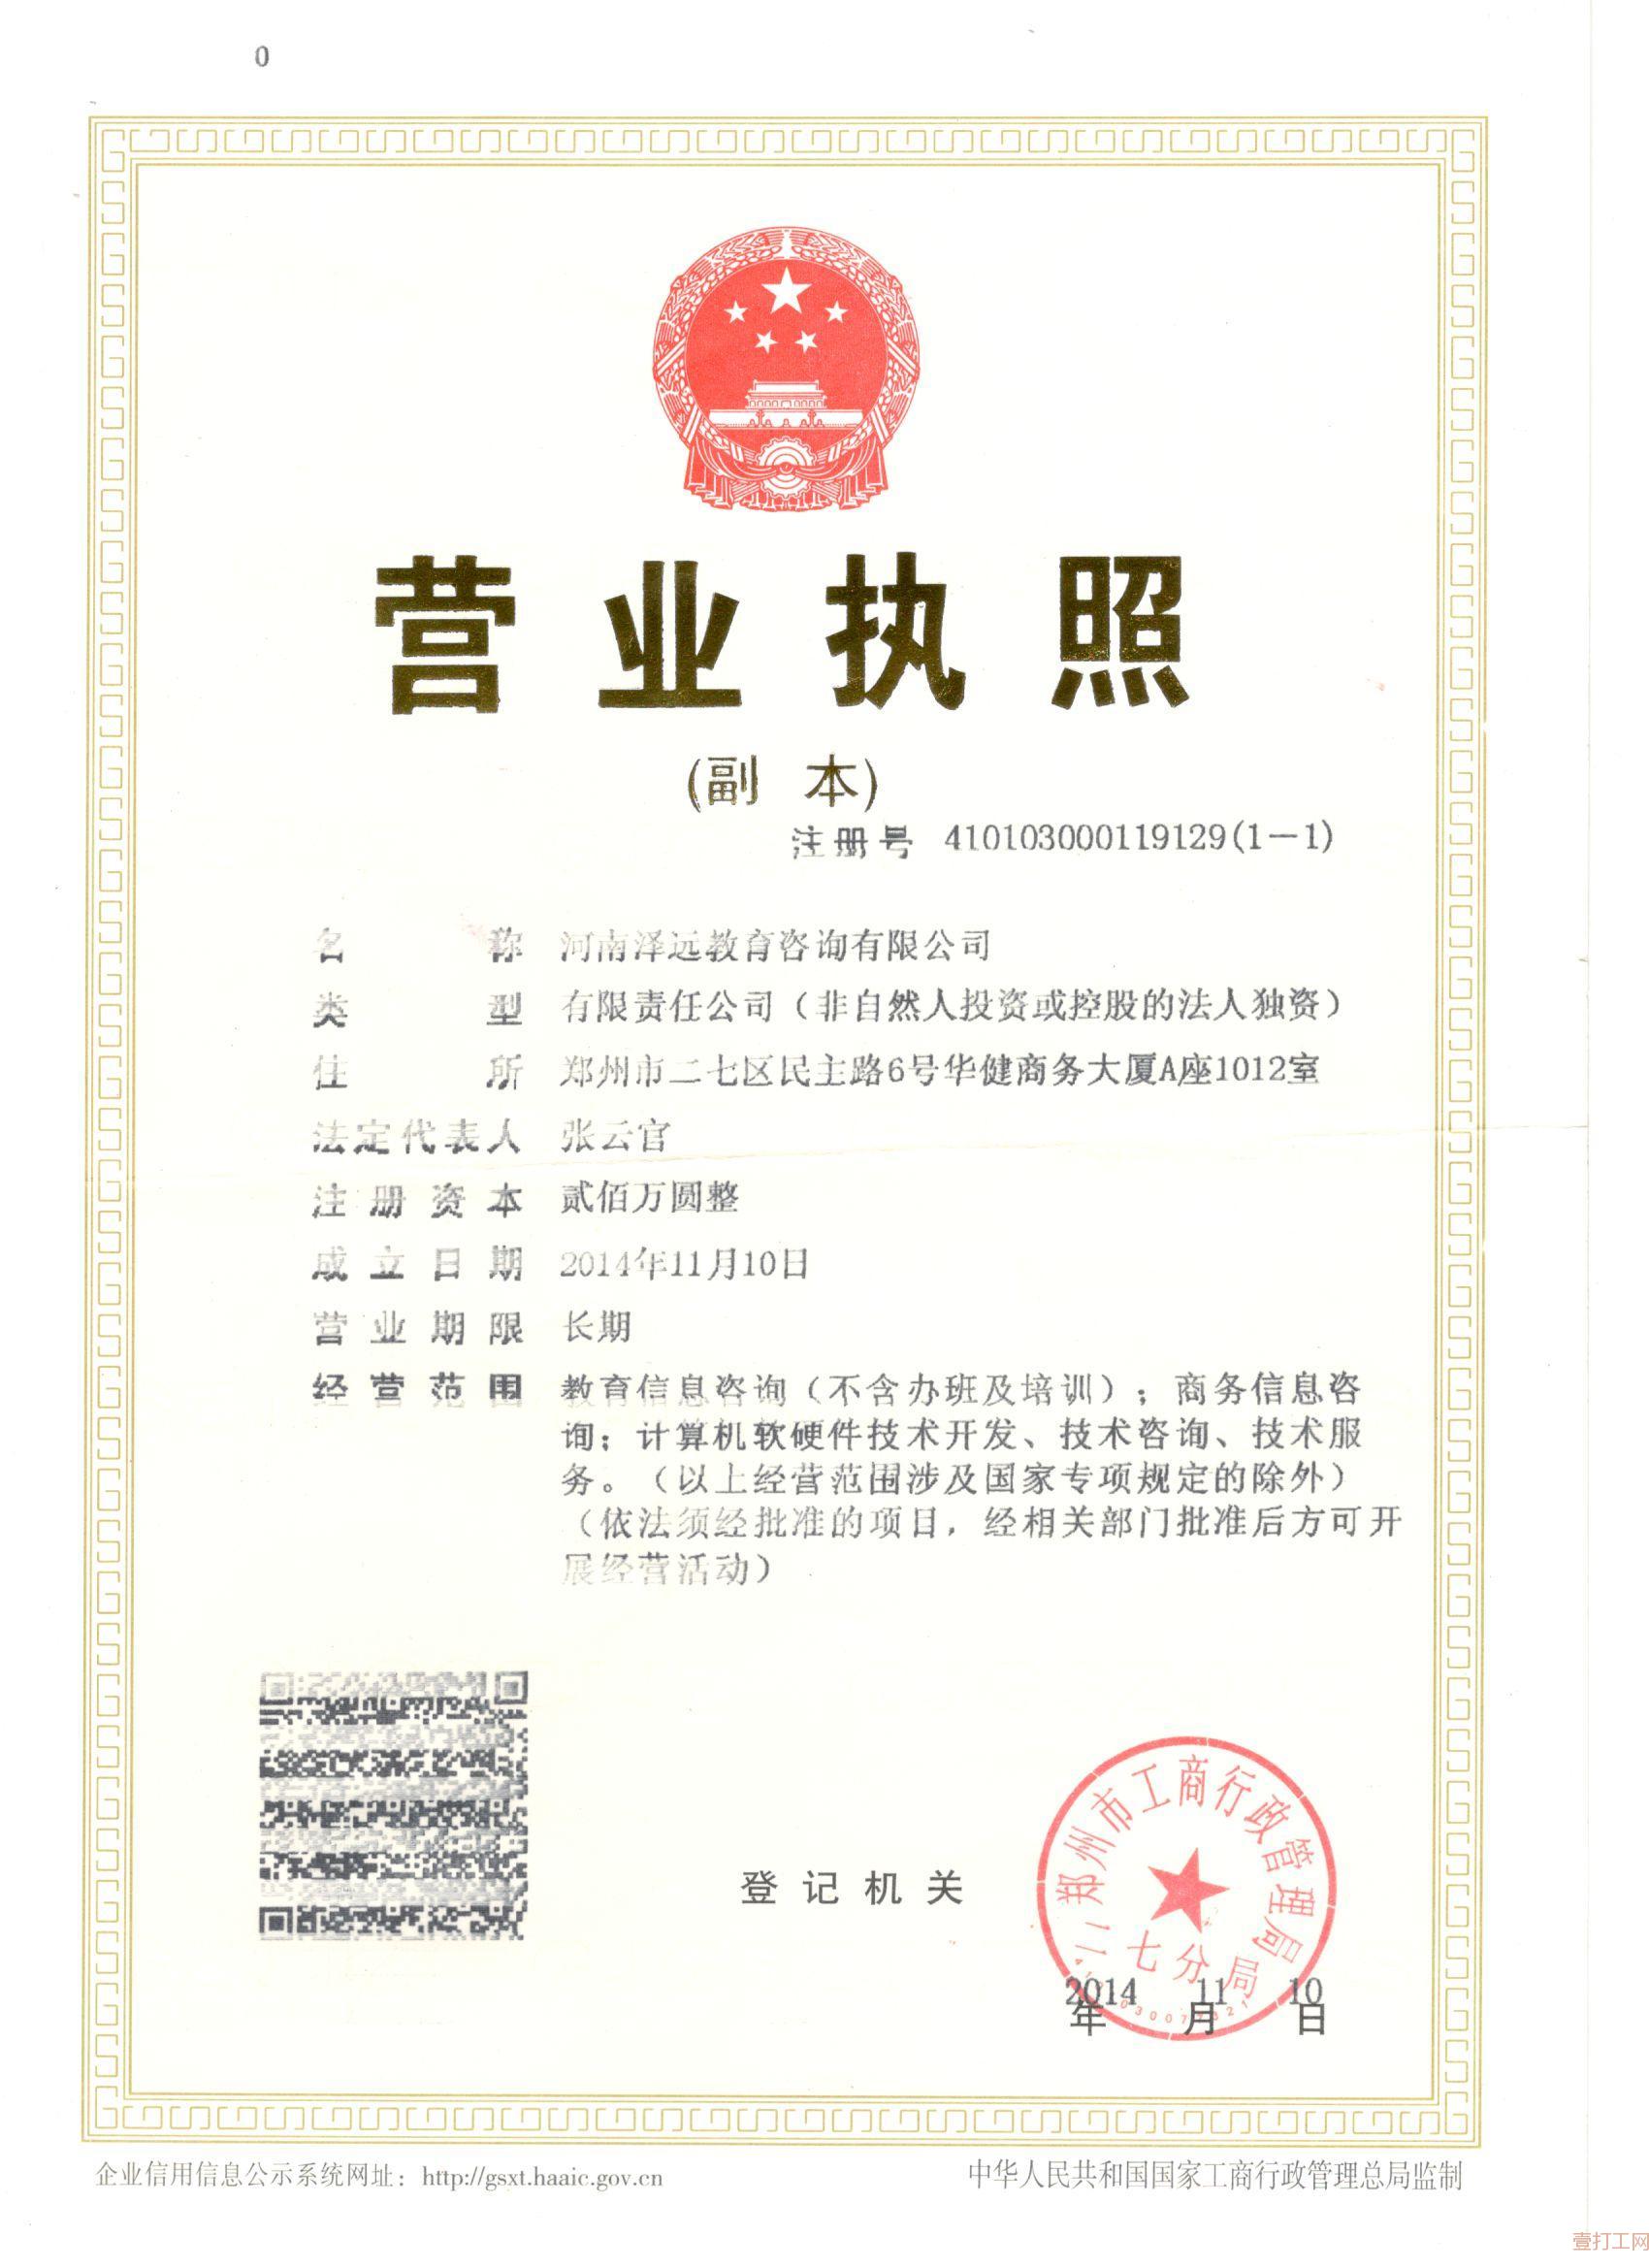 0
营业执照
(副 本)
注册号 410103000119129(1-1)
名称 河南泽远教育咨询有限公司
类型 有限责任公司（非自然人投资或控股的法人独资）
住所 郑州市二七区民主路6号华健商务大厦A座1012室
法定代表人 张云官
注册资本 贰佰万圆整
成立日期 2014年11月10日
营业期限 长期
经营范围 教育信息咨询（不含办班及培训）；商务信息咨
询；计算机软硬件技术开发、技术咨询、技术服
务。（以上经营范围涉及国家专项规定的除外）
（依法须经批准的项目，经相关部门批准后方可开
展经营活动）
郑州市工商行政管理局
二七分局
登记机关
2014年 11月 10日
企业信用信息公示系统网址：http://gsxt.haaic.gov.cn
中华人民共和国国家工商行政管理总局监制
壹打工网